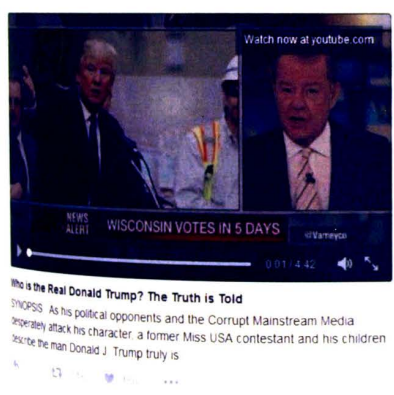 Watch now at youtube.com
NEWS
ALERT
WISCONSIN VOTES IN 5 DAYS
@Varneyco
0:01 / 4:42
Who is the Real Donald Trump? The Truth is Told
SYNOPSIS As his political opponents and the Corrupt Mainstream Media
desperately attack his character, a former Miss USA contestant and his children
describe the man Donald J. Trump truly is